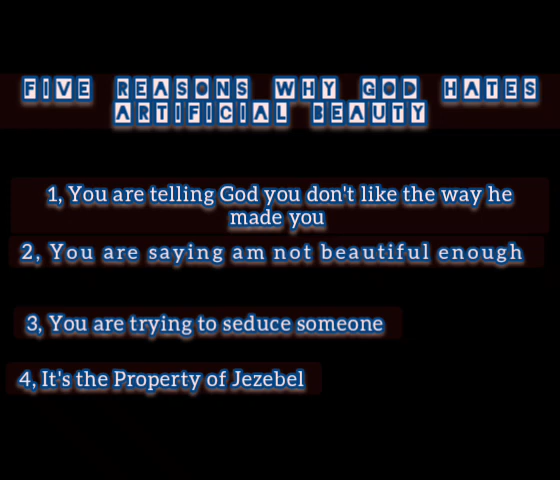 FIVE REASONS WHY GOD HATES
ARTIFICIAL BEAUTY
1, You are telling God you don't like the way he
made you
2, You are saying am not beautiful enough
3, You are trying to seduce someone
4, It's the Property of Jezebel